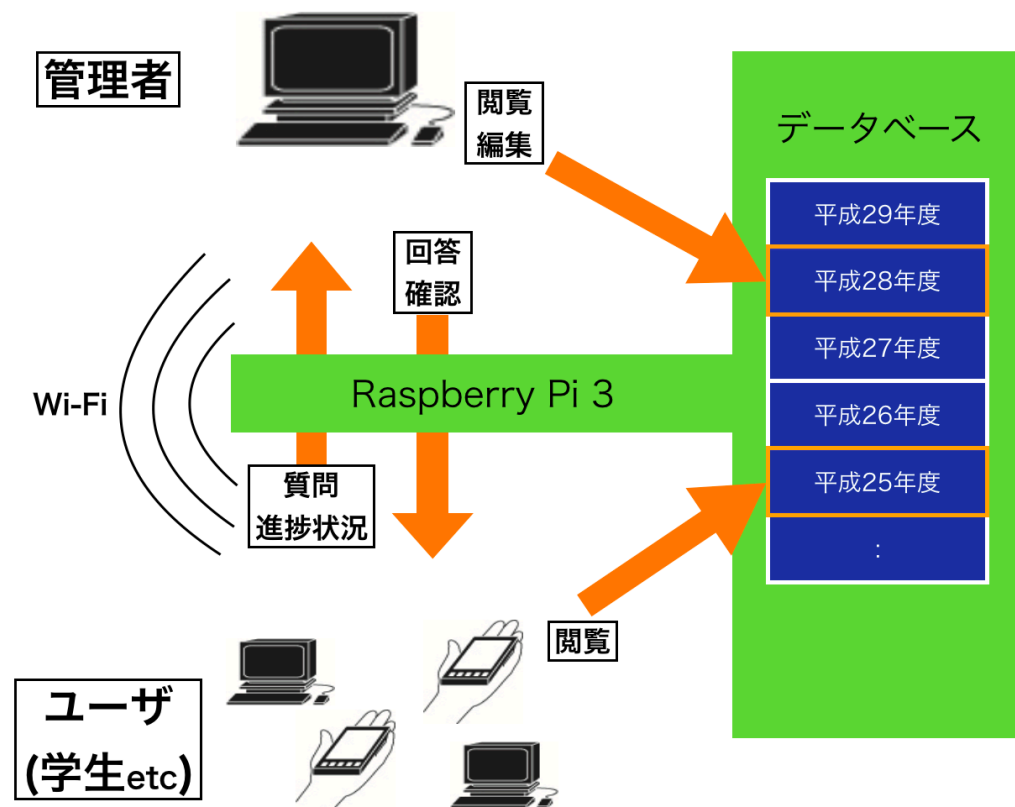 管理者
閲覧
編集
データベース
平成29年度
平成28年度
平成27年度
平成26年度
平成25年度
:
回答
確認
Wi-Fi
Raspberry Pi 3
質問
進捗状況
閲覧
ユーザ
(学生etc)